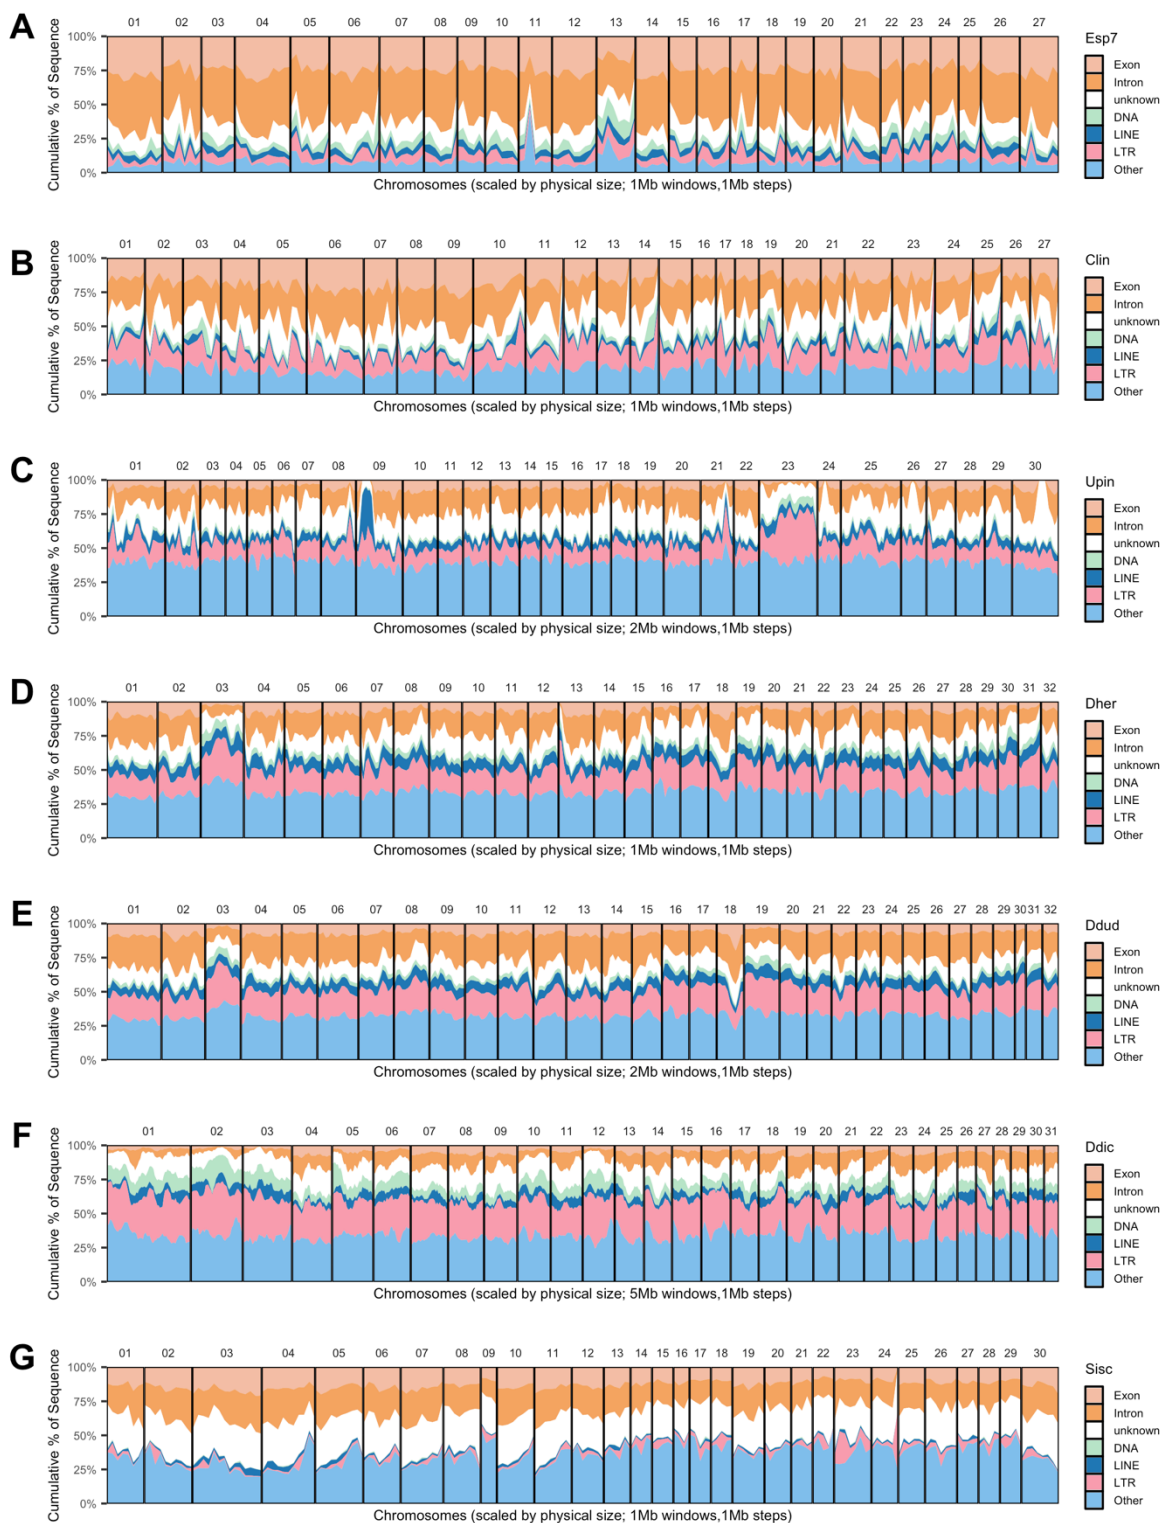 A
01 02 03 04 05 06 07 08 09 10 11 12 13 14 15 16 17 18 19 20 21 22 23 24 25 26 27
Cumulative % of Sequence
100%
75%
50%
25%
0%
Chromosomes (scaled by physical size; 1Mb windows,1Mb steps)
Esp7
Exon
Intron
unknown
DNA
LINE
LTR
Other
B
01 02 03 04 05 06 07 08 09 10 11 12 13 14 15 16 17 18 19 20 21 22 23 24 25 26 27
Cumulative % of Sequence
100%
75%
50%
25%
0%
Chromosomes (scaled by physical size; 1Mb windows,1Mb steps)
Clin
Exon
Intron
unknown
DNA
LINE
LTR
Other
C
01 02 03 04 05 06 07 08 09 10 11 12 13 14 15 16 17 18 19 20 21 22 23 24 25 26 27 28 29 30
Cumulative % of Sequence
100%
75%
50%
25%
0%
Chromosomes (scaled by physical size; 2Mb windows,1Mb steps)
Upin
Exon
Intron
unknown
DNA
LINE
LTR
Other
D
01 02 03 04 05 06 07 08 09 10 11 12 13 14 15 16 17 18 19 20 21 22 23 24 25 26 27 28 29 30 31 32
Cumulative % of Sequence
100%
75%
50%
25%
0%
Chromosomes (scaled by physical size; 1Mb windows,1Mb steps)
Dher
Exon
Intron
unknown
DNA
LINE
LTR
Other
E
01 02 03 04 05 06 07 08 09 10 11 12 13 14 15 16 17 18 19 20 21 22 23 24 25 26 27 28 29 30 31 32
Cumulative % of Sequence
100%
75%
50%
25%
0%
Chromosomes (scaled by physical size; 2Mb windows,1Mb steps)
Ddud
Exon
Intron
unknown
DNA
LINE
LTR
Other
F
01 02 03 04 05 06 07 08 09 10 11 12 13 14 15 16 17 18 19 20 21 22 23 24 25 26 27 28 29 30 31
Cumulative % of Sequence
100%
75%
50%
25%
0%
Chromosomes (scaled by physical size; 5Mb windows,1Mb steps)
Ddic
Exon
Intron
unknown
DNA
LINE
LTR
Other
G
01 02 03 04 05 06 07 08 09 10 11 12 13 14 15 16 17 18 19 20 21 22 23 24 25 26 27 28 29 30
Cumulative % of Sequence
100%
75%
50%
25%
0%
Chromosomes (scaled by physical size; 1Mb windows,1Mb steps)
Sisc
Exon
Intron
unknown
DNA
LINE
LTR
Other